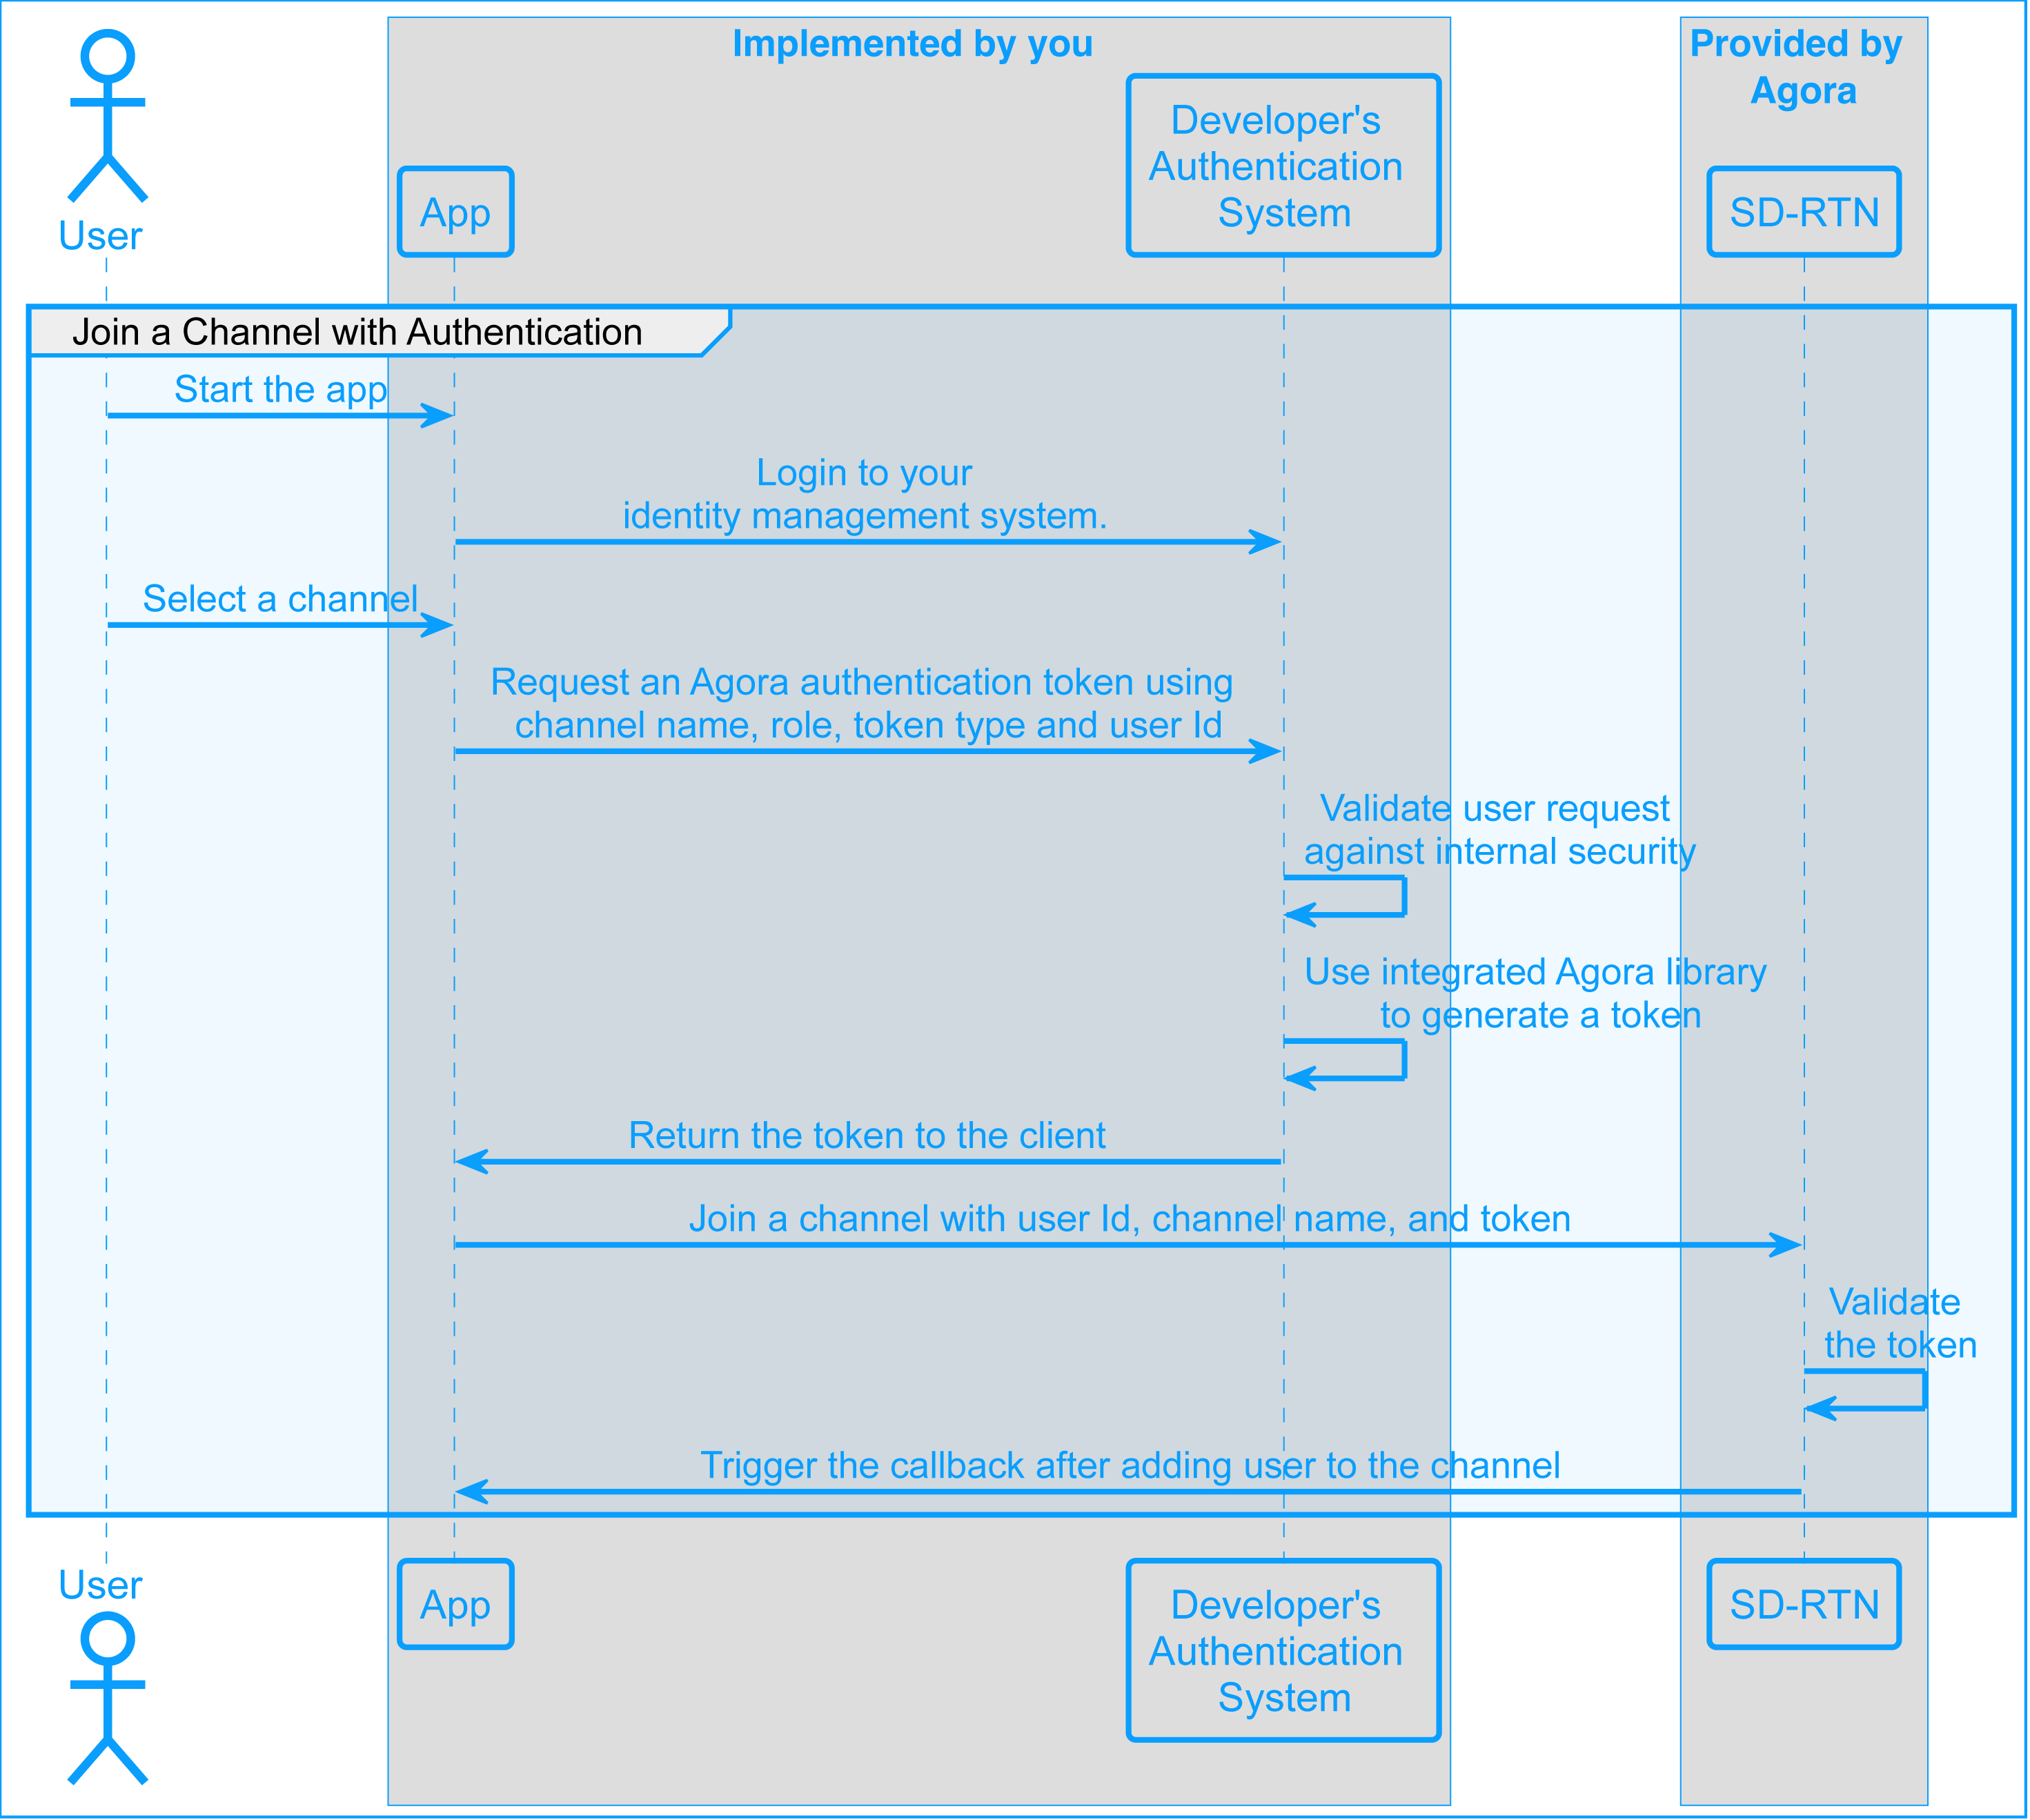 Implemented by you
Provided by
Agora
User
App
Developer's
Authentication
System
SD-RTN
Join a Channel with Authentication
Start the app
Login to your
identity management system.
Select a channel
Request an Agora authentication token using
channel name, role, token type and user Id
Validate user request
against internal security
Use integrated Agora library
to generate a token
Return the token to the client
Join a channel with user Id, channel name, and token
Validate
the token
Trigger the callback after adding user to the channel
User
App
Developer's
Authentication
System
SD-RTN